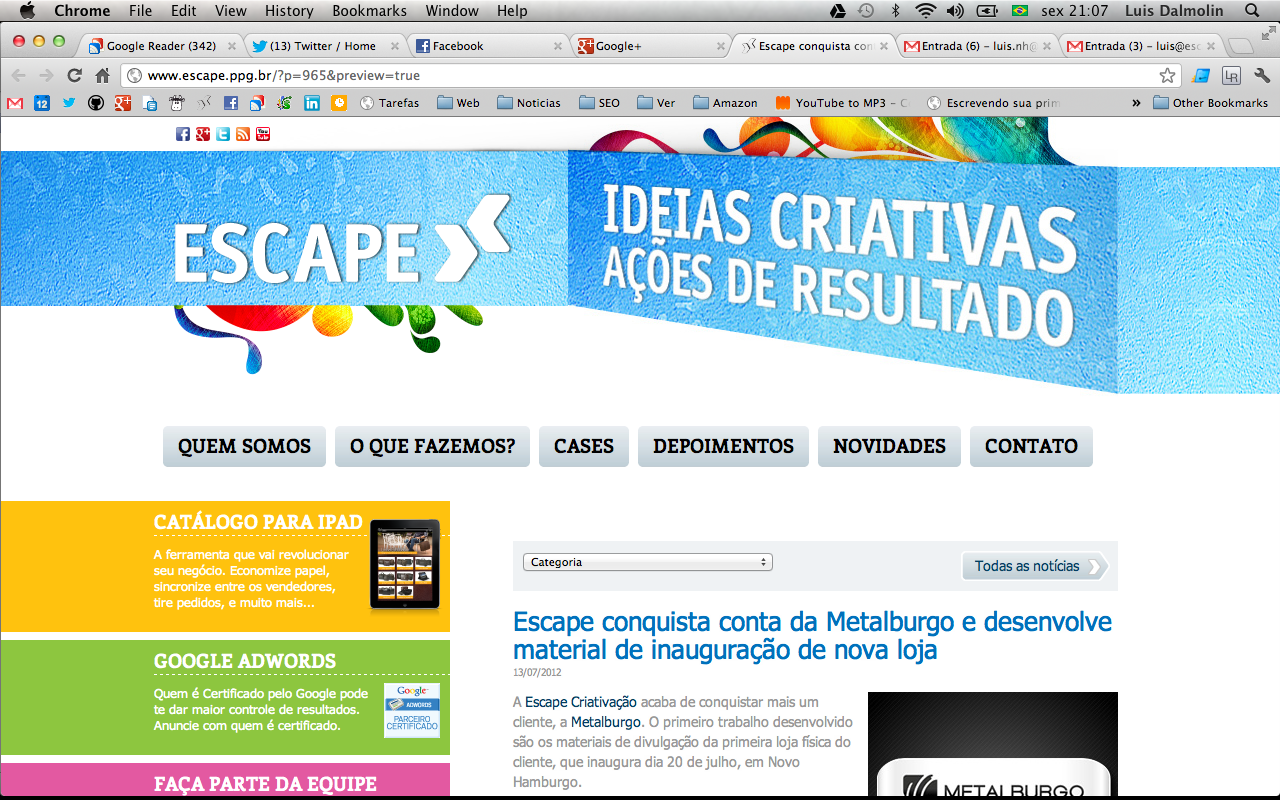 Chrome File Edit View History Bookmarks Window Help
sex 21:07 Luis Dalmolin
Google Reader (342)
(13) Twitter / Home
Facebook
Google+
Escape conquista con
Entrada (6) – luis.nh@
Entrada (3) – luis@esc
www.escape.ppg.br/?p=965&preview=true
LR
12
Tarefas
Web
Noticias
SEO
Ver
Amazon
YouTube to MP3 – C
Escrevendo sua prim
»
Other Bookmarks
ESCAPE
IDEIAS CRIATIVAS
AÇÕES DE RESULTADO
QUEM SOMOS
O QUE FAZEMOS?
CASES
DEPOIMENTOS
NOVIDADES
CONTATO
CATÁLOGO PARA IPAD
A ferramenta que vai revolucionar
seu negócio. Economize papel,
sincronize entre os vendedores,
tire pedidos, e muito mais...
GOOGLE ADWORDS
Quem é Certificado pelo Google pode
te dar maior controle de resultados.
Anuncie com quem é certificado.
Google
ADWORDS
PARCEIRO
CERTIFICADO
FAÇA PARTE DA EQUIPE
Categoria
Todas as notícias
Escape conquista conta da Metalburgo e desenvolve
material de inauguração de nova loja
13/07/2012
A Escape Criativação acaba de conquistar mais um
cliente, a Metalburgo. O primeiro trabalho desenvolvido
são os materiais de divulgação da primeira loja física do
cliente, que inaugura dia 20 de julho, em Novo
Hamburgo.
METALBURGO